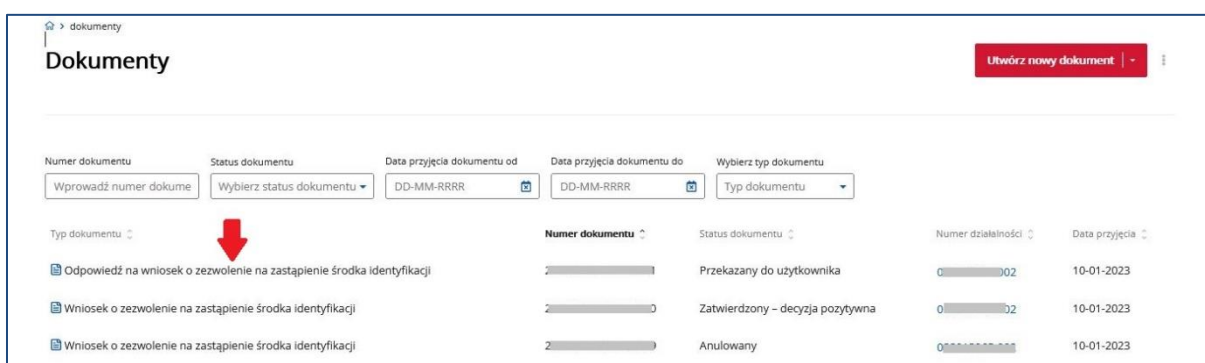 > dokumenty
Dokumenty
Utwórz nowy dokument
Numer dokumentu Status dokumentu Data przyjęcia dokumentu od Data przyjęcia dokumentu do Wybierz typ dokumentu
Wprowadź numer dokume Wybierz status dokumentu DD-MM-RRRR DD-MM-RRRR Typ dokumentu
Typ dokumentu Numer dokumentu Status dokumentu Numer działalności Data przyjęcia
Odpowiedź na wniosek o zezwolenie na zastąpienie środka identyfikacji Przekazany do użytkownika 10-01-2023
Wniosek o zezwolenie na zastąpienie środka identyfikacji Zatwierdzony – decyzja pozytywna 10-01-2023
Wniosek o zezwolenie na zastąpienie środka identyfikacji Anulowany 10-01-2023